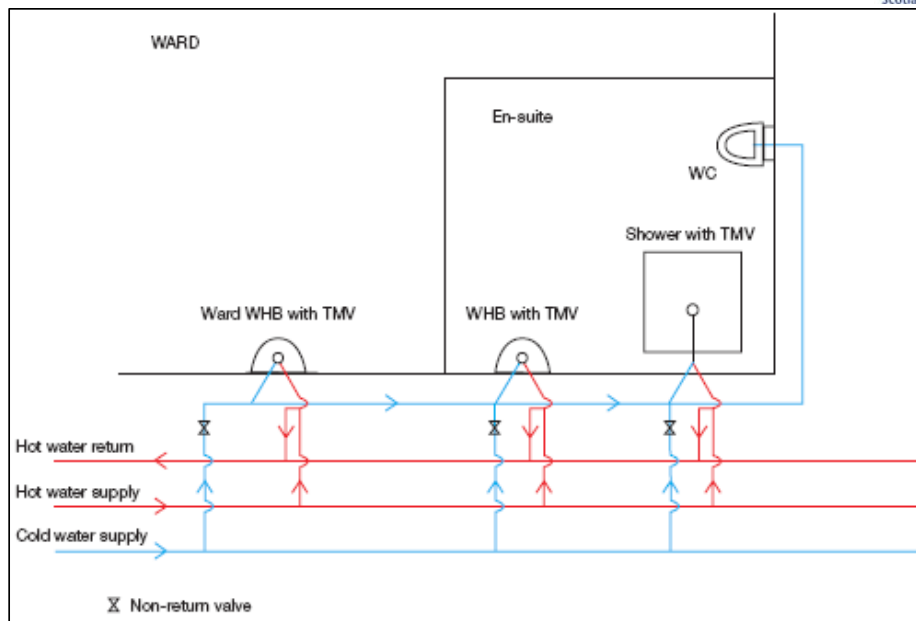 WARD
En-suite
WC
Shower with TMV
Ward WHB with TMV
WHB with TMV
Hot water return
Hot water supply
Cold water supply
Non-return valve